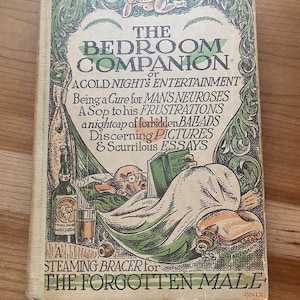 THE
BEDROOM
COMPANION
or
A COLD NIGHT'S ENTERTAINMENT
Being a Cure for MAN'S NEUROSES
A Sop to his FRUSTRATIONS
a nightcap of forbidden BALLADS
Discerning PICTURES
& Scurrilous ESSAYS
A
STEAMING BRACER for
THE FORGOTTEN MALE
ONLY